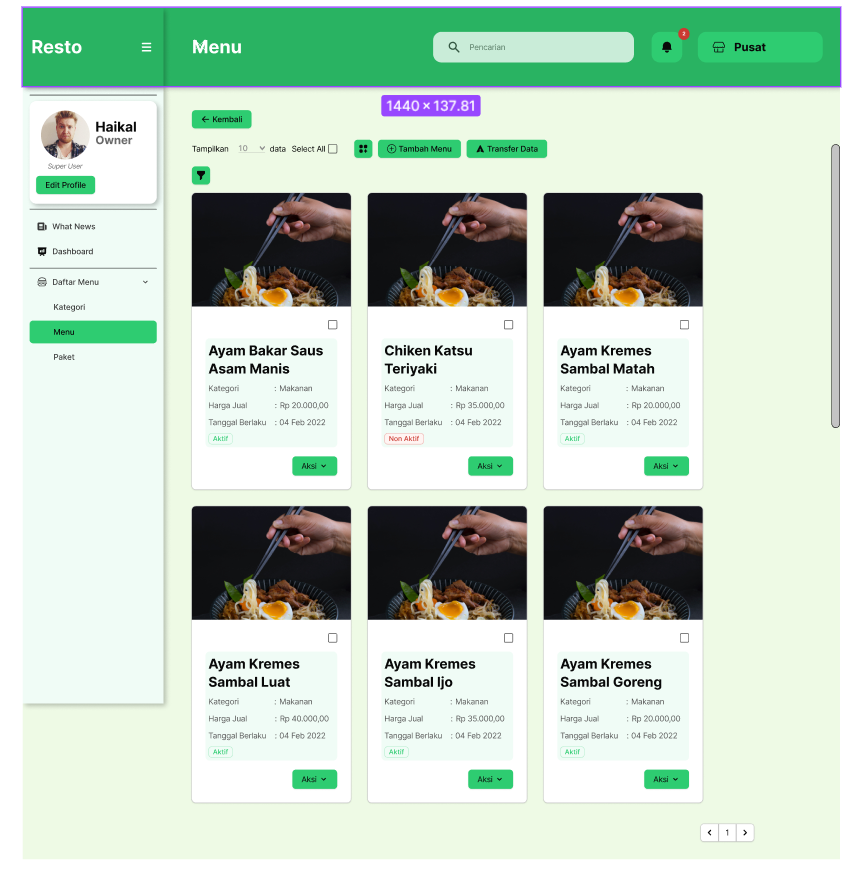 Resto
Menu
Pencarian
2
Pusat
1440 × 137.81
Haikal
Owner
Super User
Edit Profile
What News
Dashboard
Daftar Menu
Kategori
Menu
Paket
Kembali
Tampilkan 10 data Select All
Tambah Menu
Transfer Data
Ayam Bakar Saus
Asam Manis
Kategori : Makanan
Harga Jual : Rp 20.000,00
Tanggal Berlaku : 04 Feb 2022
Aktif
Aksi
Chiken Katsu
Teriyaki
Kategori : Makanan
Harga Jual : Rp 35.000,00
Tanggal Berlaku : 04 Feb 2022
Non Aktif
Aksi
Ayam Kremes
Sambal Matah
Kategori : Makanan
Harga Jual : Rp 20.000,00
Tanggal Berlaku : 04 Feb 2022
Aktif
Aksi
Ayam Kremes
Sambal Luat
Kategori : Makanan
Harga Jual : Rp 40.000,00
Tanggal Berlaku : 04 Feb 2022
Aktif
Aksi
Ayam Kremes
Sambal Ijo
Kategori : Makanan
Harga Jual : Rp 35.000,00
Tanggal Berlaku : 04 Feb 2022
Aktif
Aksi
Ayam Kremes
Sambal Goreng
Kategori : Makanan
Harga Jual : Rp 20.000,00
Tanggal Berlaku : 04 Feb 2022
Aktif
Aksi
1